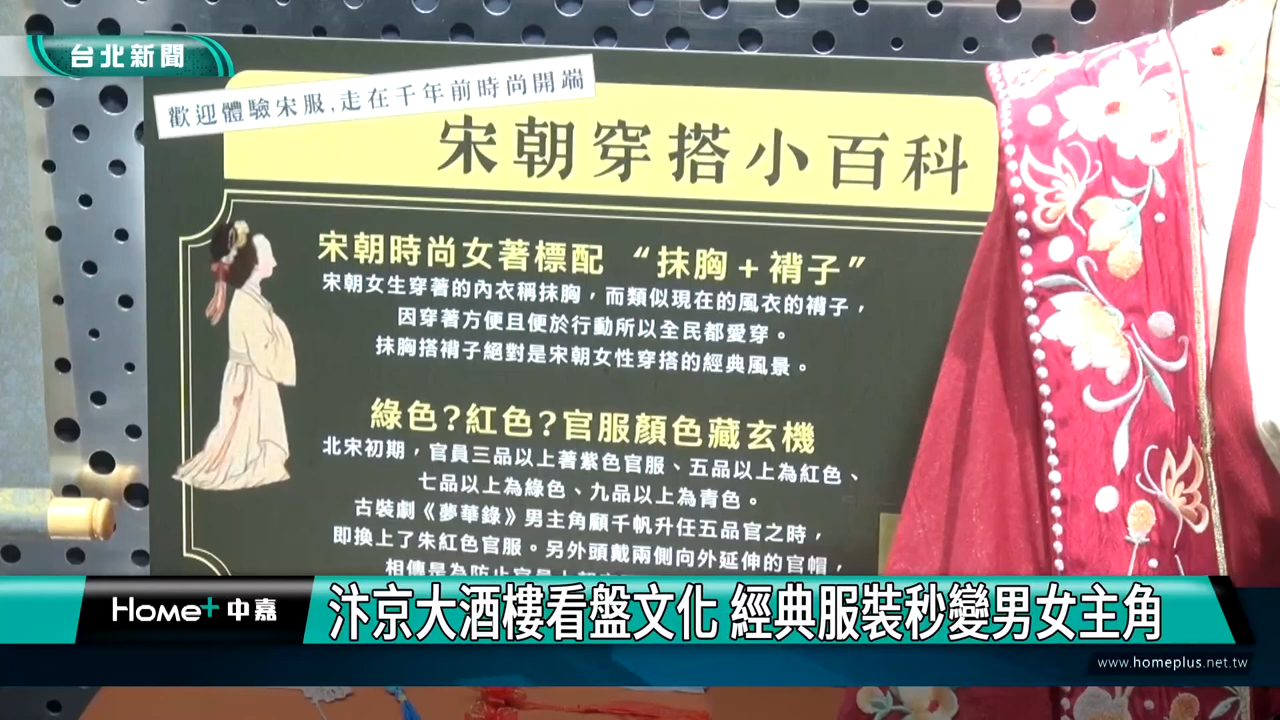 台北新聞
歡迎體驗宋服,走在千年前時尚開端
宋朝穿搭小百科
宋朝時尚女著標配 “抹胸+褙子”
宋朝女生穿著的內衣稱抹胸,而類似現在的風衣的褙子,
因穿著方便且便於行動所以全民都愛穿。
抹胸搭褙子絕對是宋朝女性穿搭的經典風景。
綠色?紅色?官服顏色藏玄機
北宋初期,官員三品以上著紫色官服、五品以上為紅色、
七品以上為綠色、九品以上為青色。
古裝劇《夢華錄》男主角顧千帆升任五品官之時,
即換上了朱紅色官服。另外頭戴兩側向外延伸的官帽,
相傳是為防止官員上朝
Home+中嘉
汴京大酒樓看盤文化 經典服裝秒變男女主角
www.homeplus.net.tw